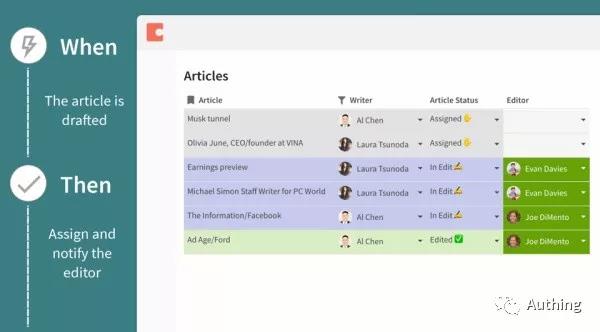 When
The article is
drafted
Then
Assign and
notify the
editor
Articles
Article Writer Article Status Editor
Musk tunnel Al Chen Assigned ✋
Olivia June, CEO/founder at VINA Laura Tsunoda Assigned ✋
Earnings preview Laura Tsunoda In Edit ✍ Evan Davies
Michael Simon Staff Writer for PC World Laura Tsunoda In Edit ✍ Evan Davies
The Information/Facebook Al Chen In Edit ✍ Joe DiMento
Ad Age/Ford Al Chen Edited ✅ Joe DiMento
Authing